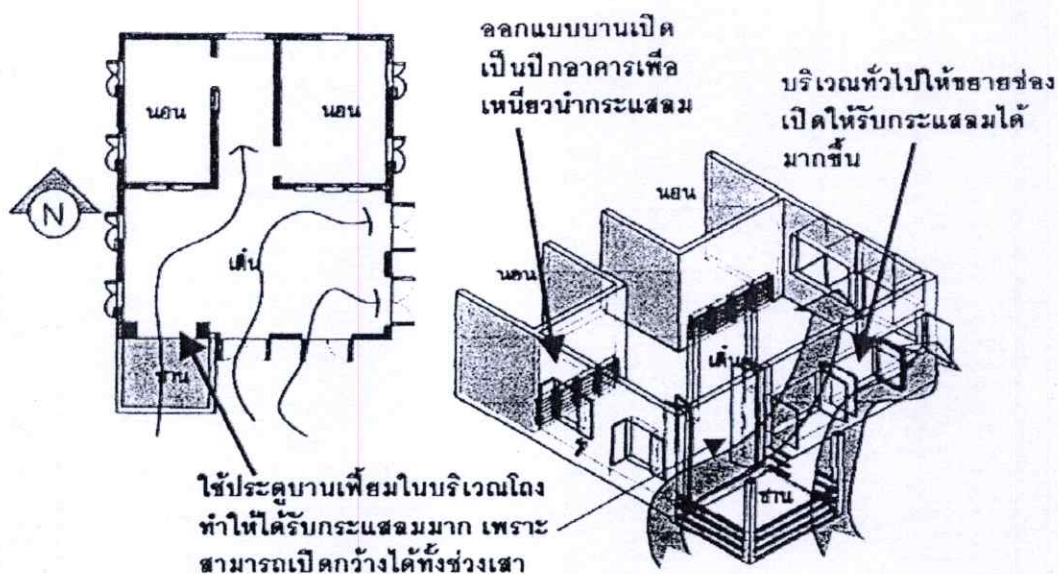 ออกแบบบานเปิด
เป็นปีกอาคารเพื่อ
เหนี่ยวนำกระแสลม
บริเวณทั่วไปให้ขยายช่อง
เปิดให้รับกระแสลมได้
มากขึ้น
นอน
นอน
N
เติ๋น
ชาน
นอน
นอน
เติ๋น
ชาน
ใช้ประตูบานเฟี้ยมในบริเวณโถง
ทำให้ได้รับกระแสลมมาก เพราะ
สามารถเปิดกว้างได้ทั้งช่วงเสา